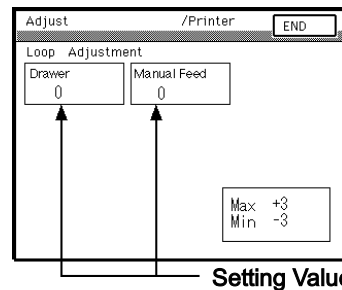 Adjust /Printer END
Loop Adjustment
Drawer Manual Feed
0 0
Max +3
Min -3
Setting Value